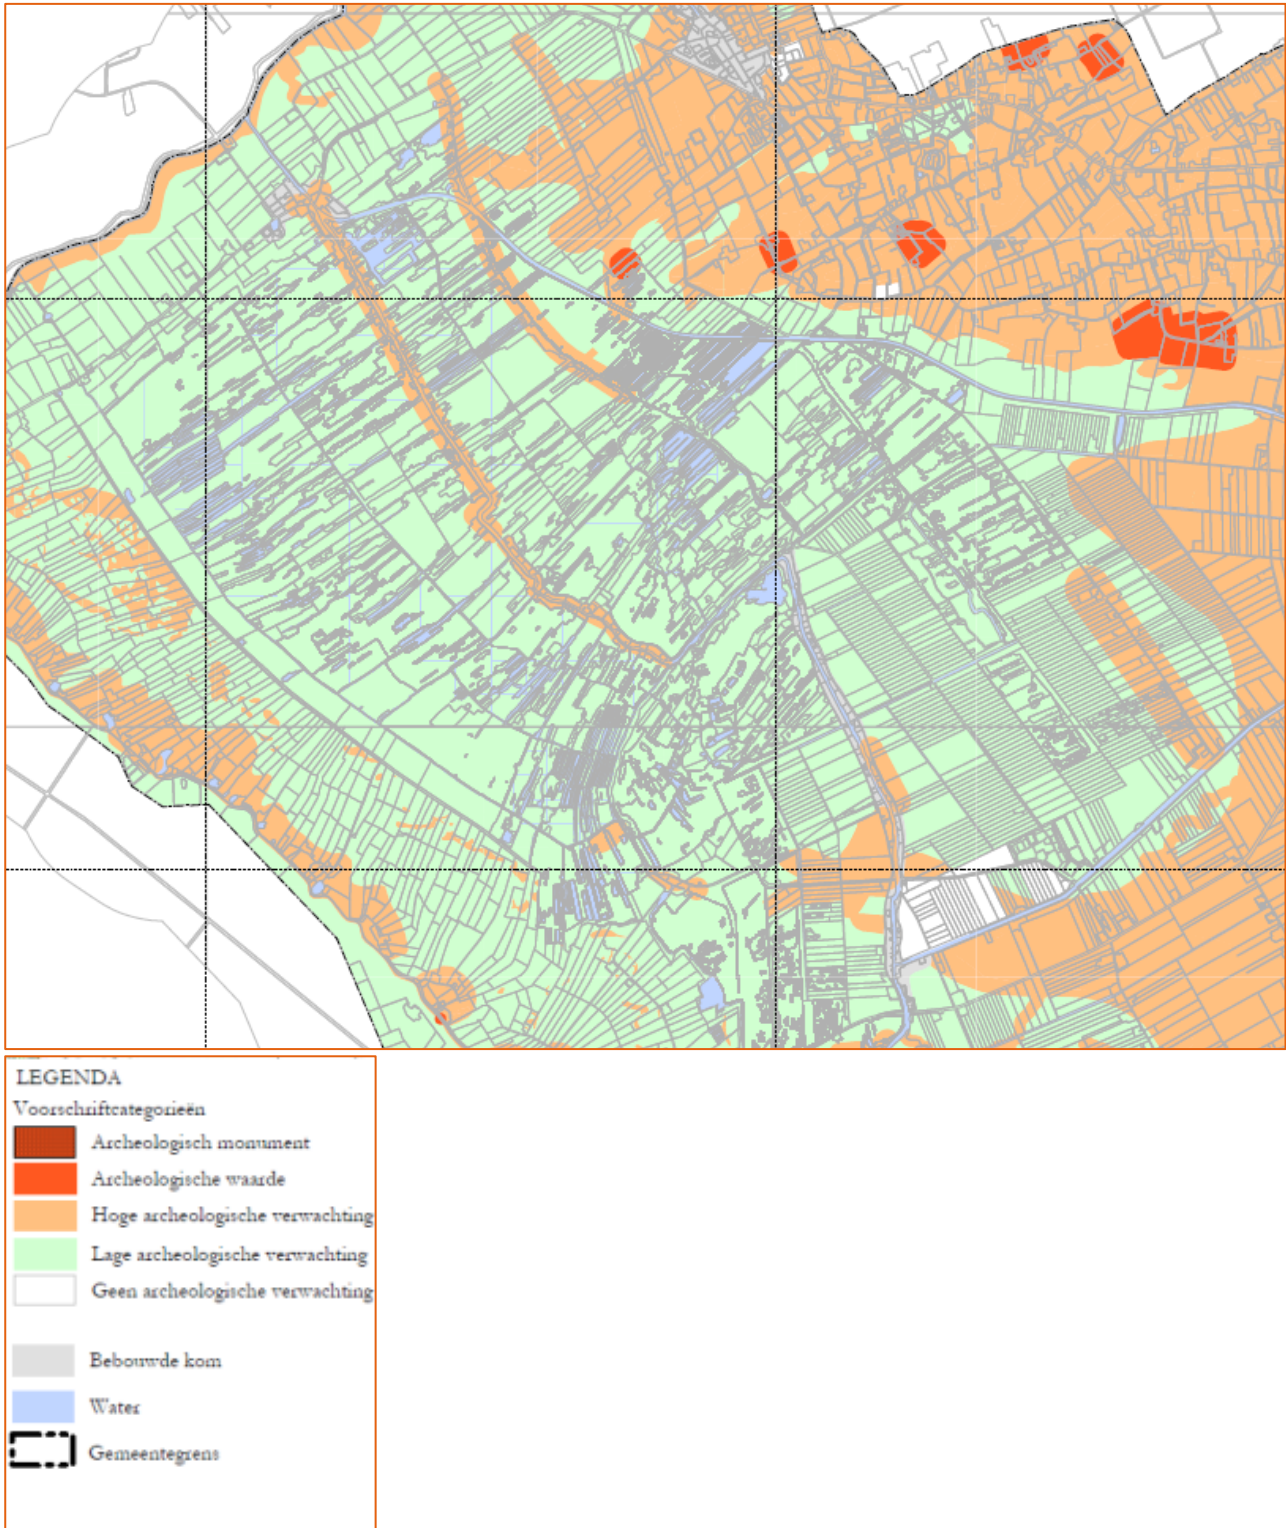 LEGENDA
Voorschriftcategorieën
Archeologisch monument
Archeologische waarde
Hoge archeologische verwachting
Lage archeologische verwachting
Geen archeologische verwachting
Bebouwde kom
Water
Gemeentegrens